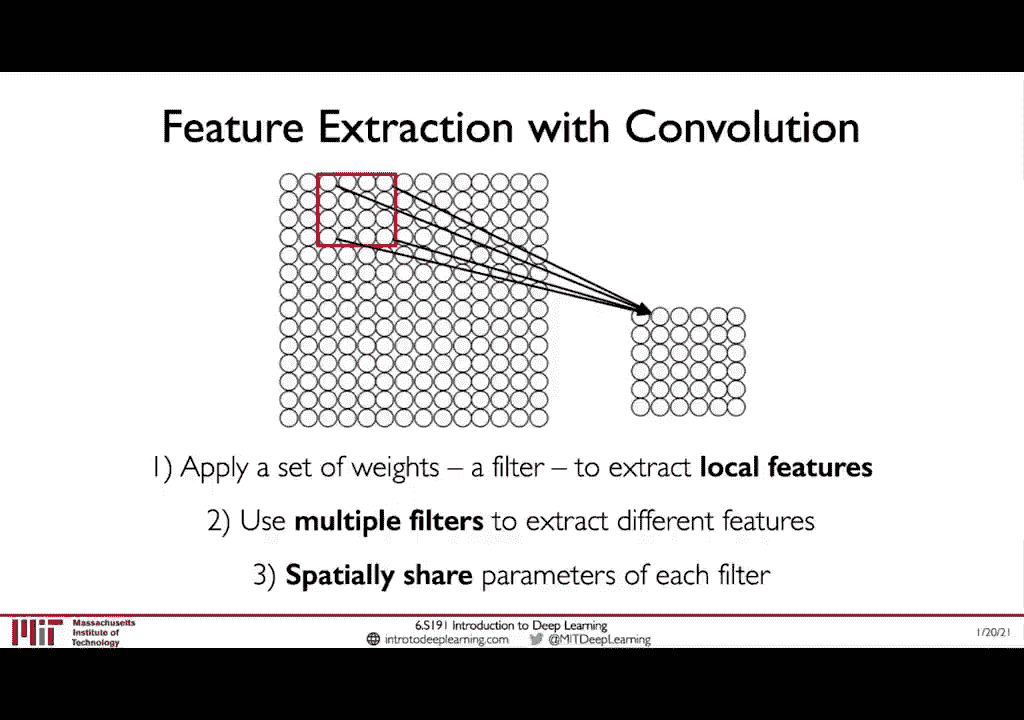 Feature Extraction with Convolution
1) Apply a set of weights – a filter – to extract local features
2) Use multiple filters to extract different features
3) Spatially share parameters of each filter
MIT
Massachusetts
Institute of
Technology
6.S191 Introduction to Deep Learning
introtodeeplearning.com @MITDeepLearning
1/20/21